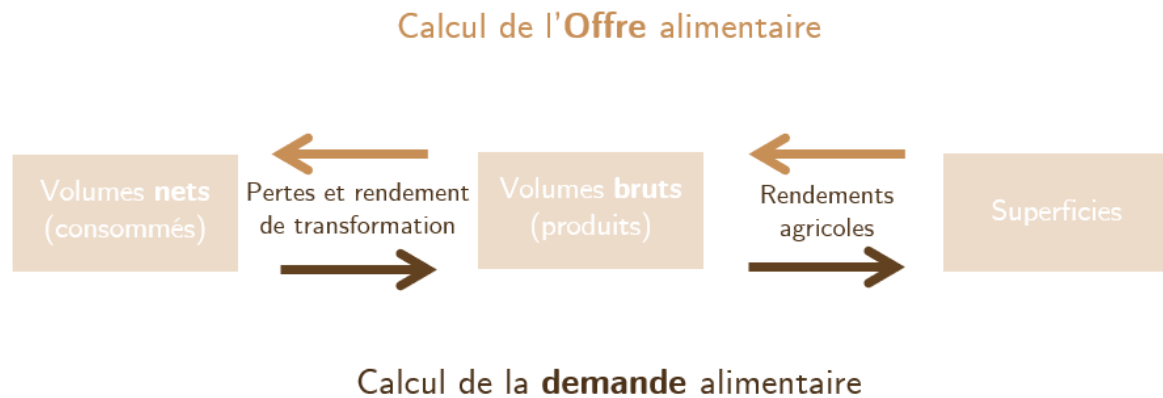 Calcul de l'Offre alimentaire
Volumes nets
(consommés)
Pertes et rendement
de transformation
Volumes bruts
(produits)
Rendements
agricoles
Superficies
Calcul de la demande alimentaire